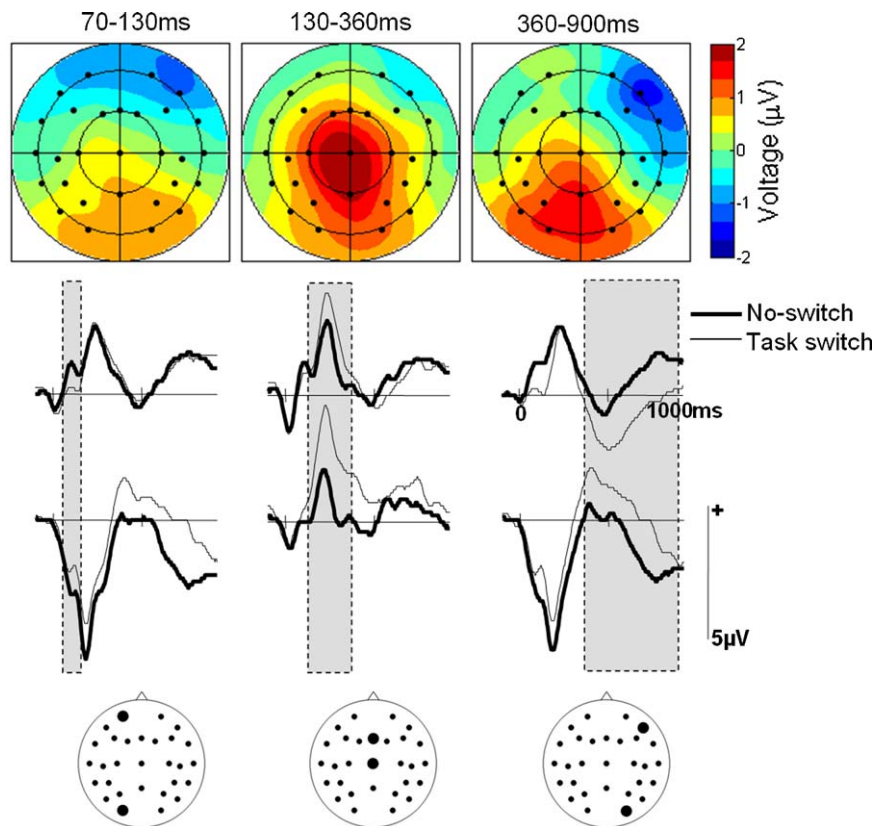 70-130ms 130-360ms 360-900ms
2
1
0
-1
-2
Voltage (µV)
No-switch
Task switch
0 1000ms
+
5µV